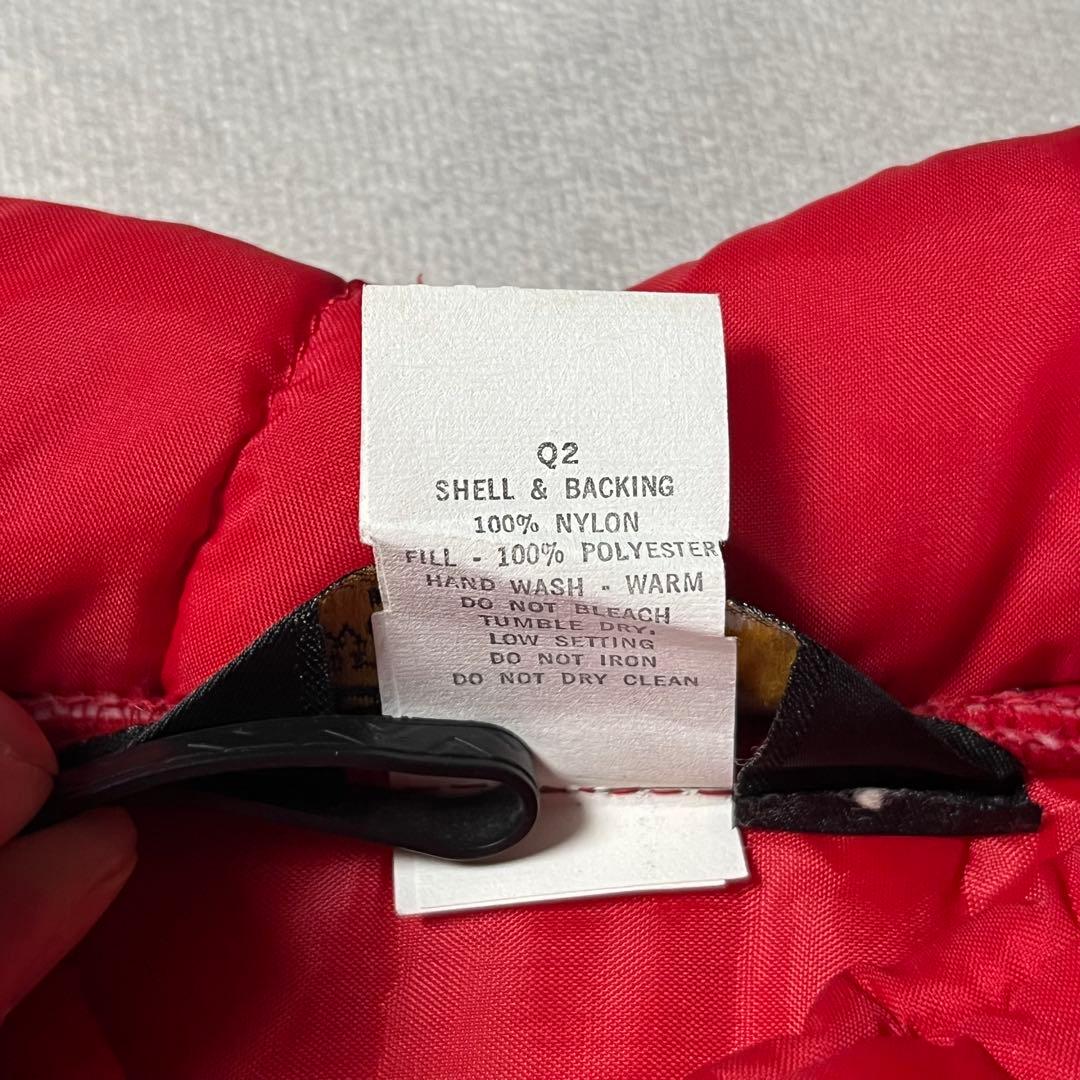 Q2
SHELL & BACKING
100% NYLON
FILL - 100% POLYESTER
HAND WASH - WARM
DO NOT BLEACH
TUMBLE DRY,
LOW SETTING
DO NOT IRON
DO NOT DRY CLEAN